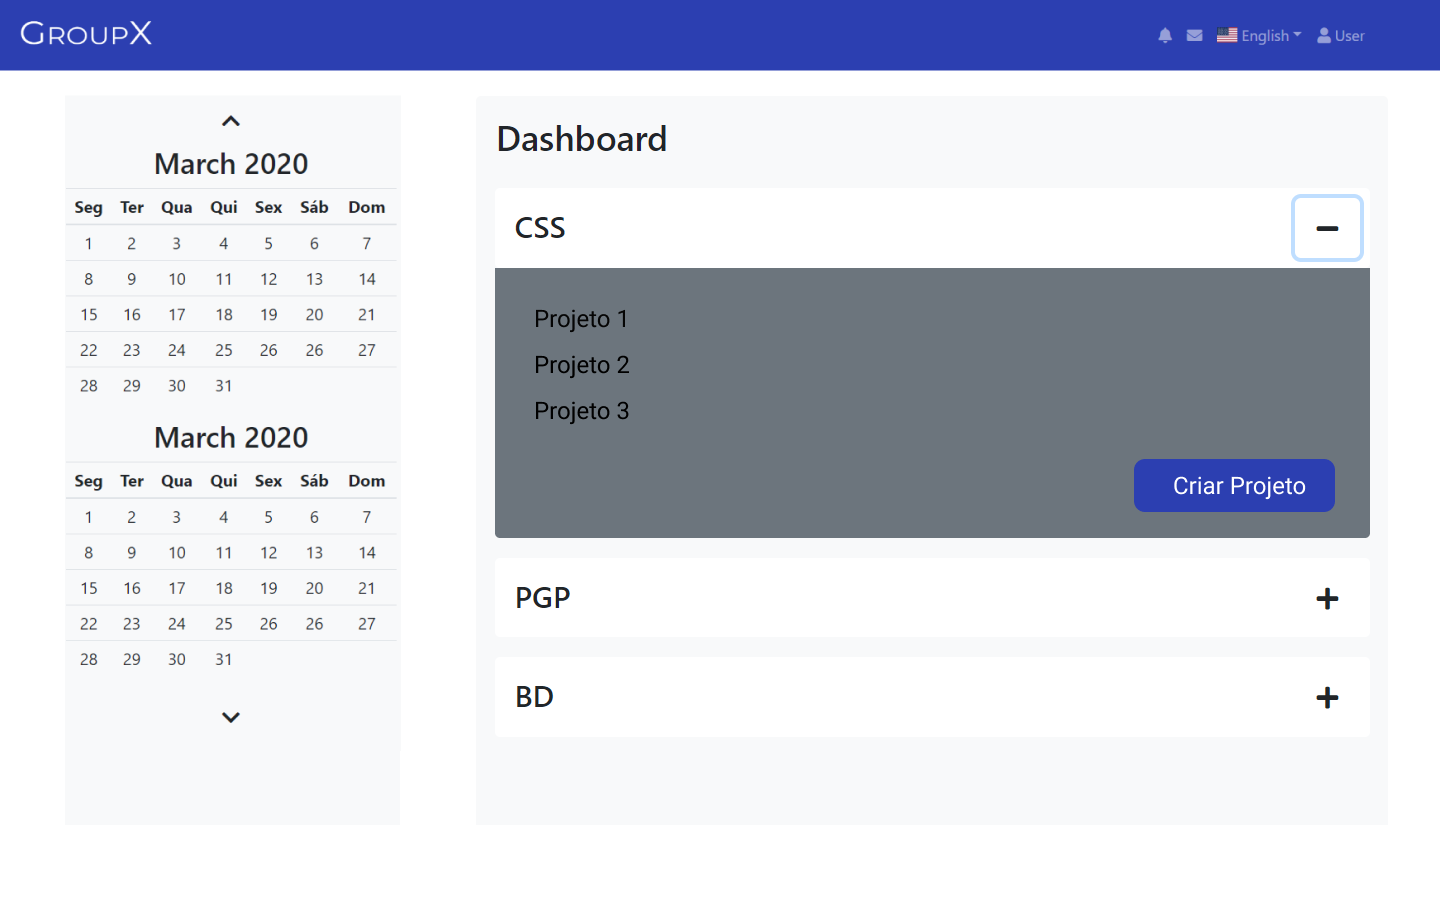 GroupX
English
User
March 2020
Seg Ter Qua Qui Sex Sáb Dom
1 2 3 4 5 6 7
8 9 10 11 12 13 14
15 16 17 18 19 20 21
22 23 24 25 26 26 27
28 29 30 31
March 2020
Seg Ter Qua Qui Sex Sáb Dom
1 2 3 4 5 6 7
8 9 10 11 12 13 14
15 16 17 18 19 20 21
22 23 24 25 26 26 27
28 29 30 31
Dashboard
CSS
Projeto 1
Projeto 2
Projeto 3
Criar Projeto
PGP
BD